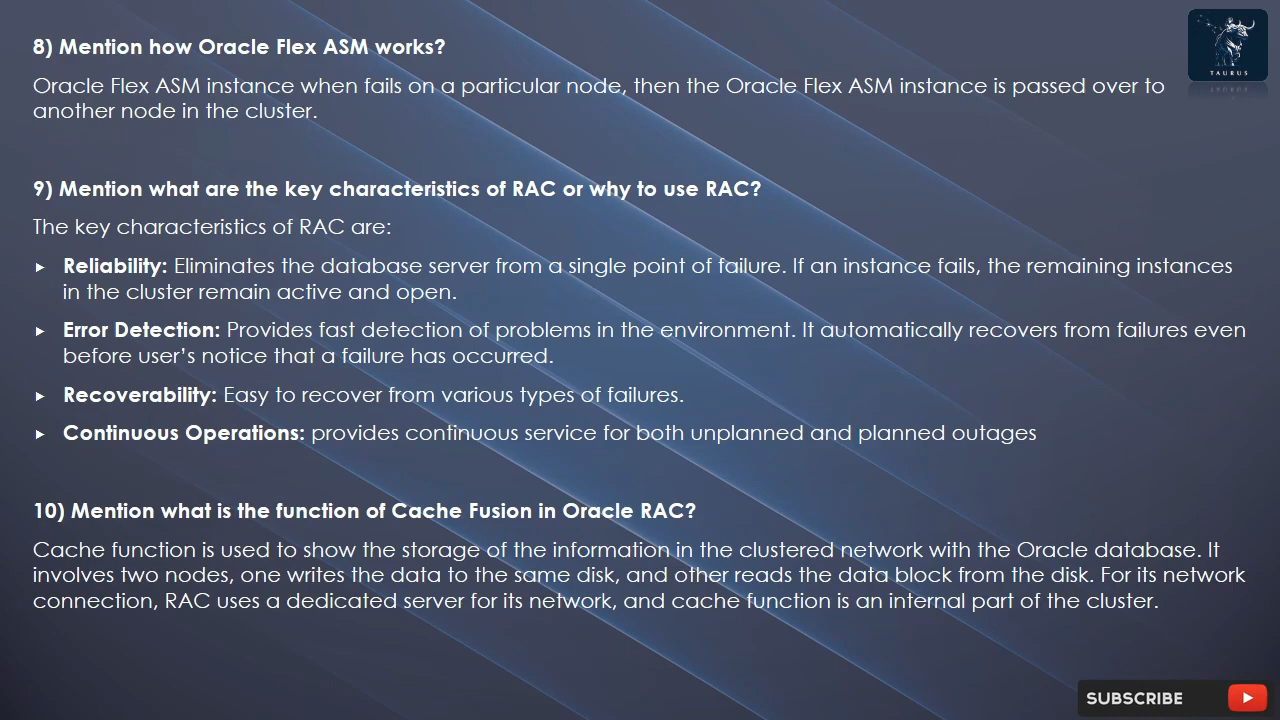 8) Mention how Oracle Flex ASM works?
TAURUS
Oracle Flex ASM instance when fails on a particular node, then the Oracle Flex ASM instance is passed over to
another node in the cluster.
9) Mention what are the key characteristics of RAC or why to use RAC?
The key characteristics of RAC are:
Reliability: Eliminates the database server from a single point of failure. If an instance fails, the remaining instances
in the cluster remain active and open.
Error Detection: Provides fast detection of problems in the environment. It automatically recovers from failures even
before user's notice that a failure has occurred.
Recoverability: Easy to recover from various types of failures.
Continuous Operations: provides continuous service for both unplanned and planned outages
10) Mention what is the function of Cache Fusion in Oracle RAC?
Cache function is used to show the storage of the information in the clustered network with the Oracle database. It
involves two nodes, one writes the data to the same disk, and other reads the data block from the disk. For its network
connection, RAC uses a dedicated server for its network, and cache function is an internal part of the cluster.
SUBSCRIBE